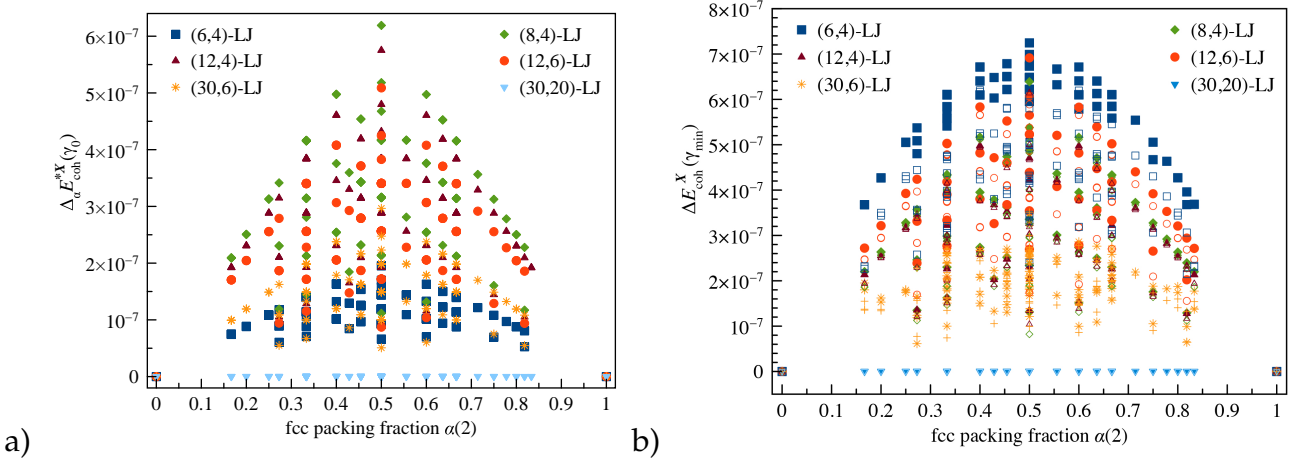 6×10⁻⁷
5×10⁻⁷
4×10⁻⁷
3×10⁻⁷
2×10⁻⁷
1×10⁻⁷
0
Δ_αE*^X_coh(γ₀)
(6,4)-LJ
(12,4)-LJ
(30,6)-LJ
(8,4)-LJ
(12,6)-LJ
(30,20)-LJ
0 0.1 0.2 0.3 0.4 0.5 0.6 0.7 0.8 0.9 1
fcc packing fraction α(2)
a)
8×10⁻⁷
7×10⁻⁷
6×10⁻⁷
5×10⁻⁷
4×10⁻⁷
3×10⁻⁷
2×10⁻⁷
1×10⁻⁷
0
ΔE^X_coh(γ_min)
(6,4)-LJ
(12,4)-LJ
(30,6)-LJ
(8,4)-LJ
(12,6)-LJ
(30,20)-LJ
0 0.1 0.2 0.3 0.4 0.5 0.6 0.7 0.8 0.9 1
fcc packing fraction α(2)
b)